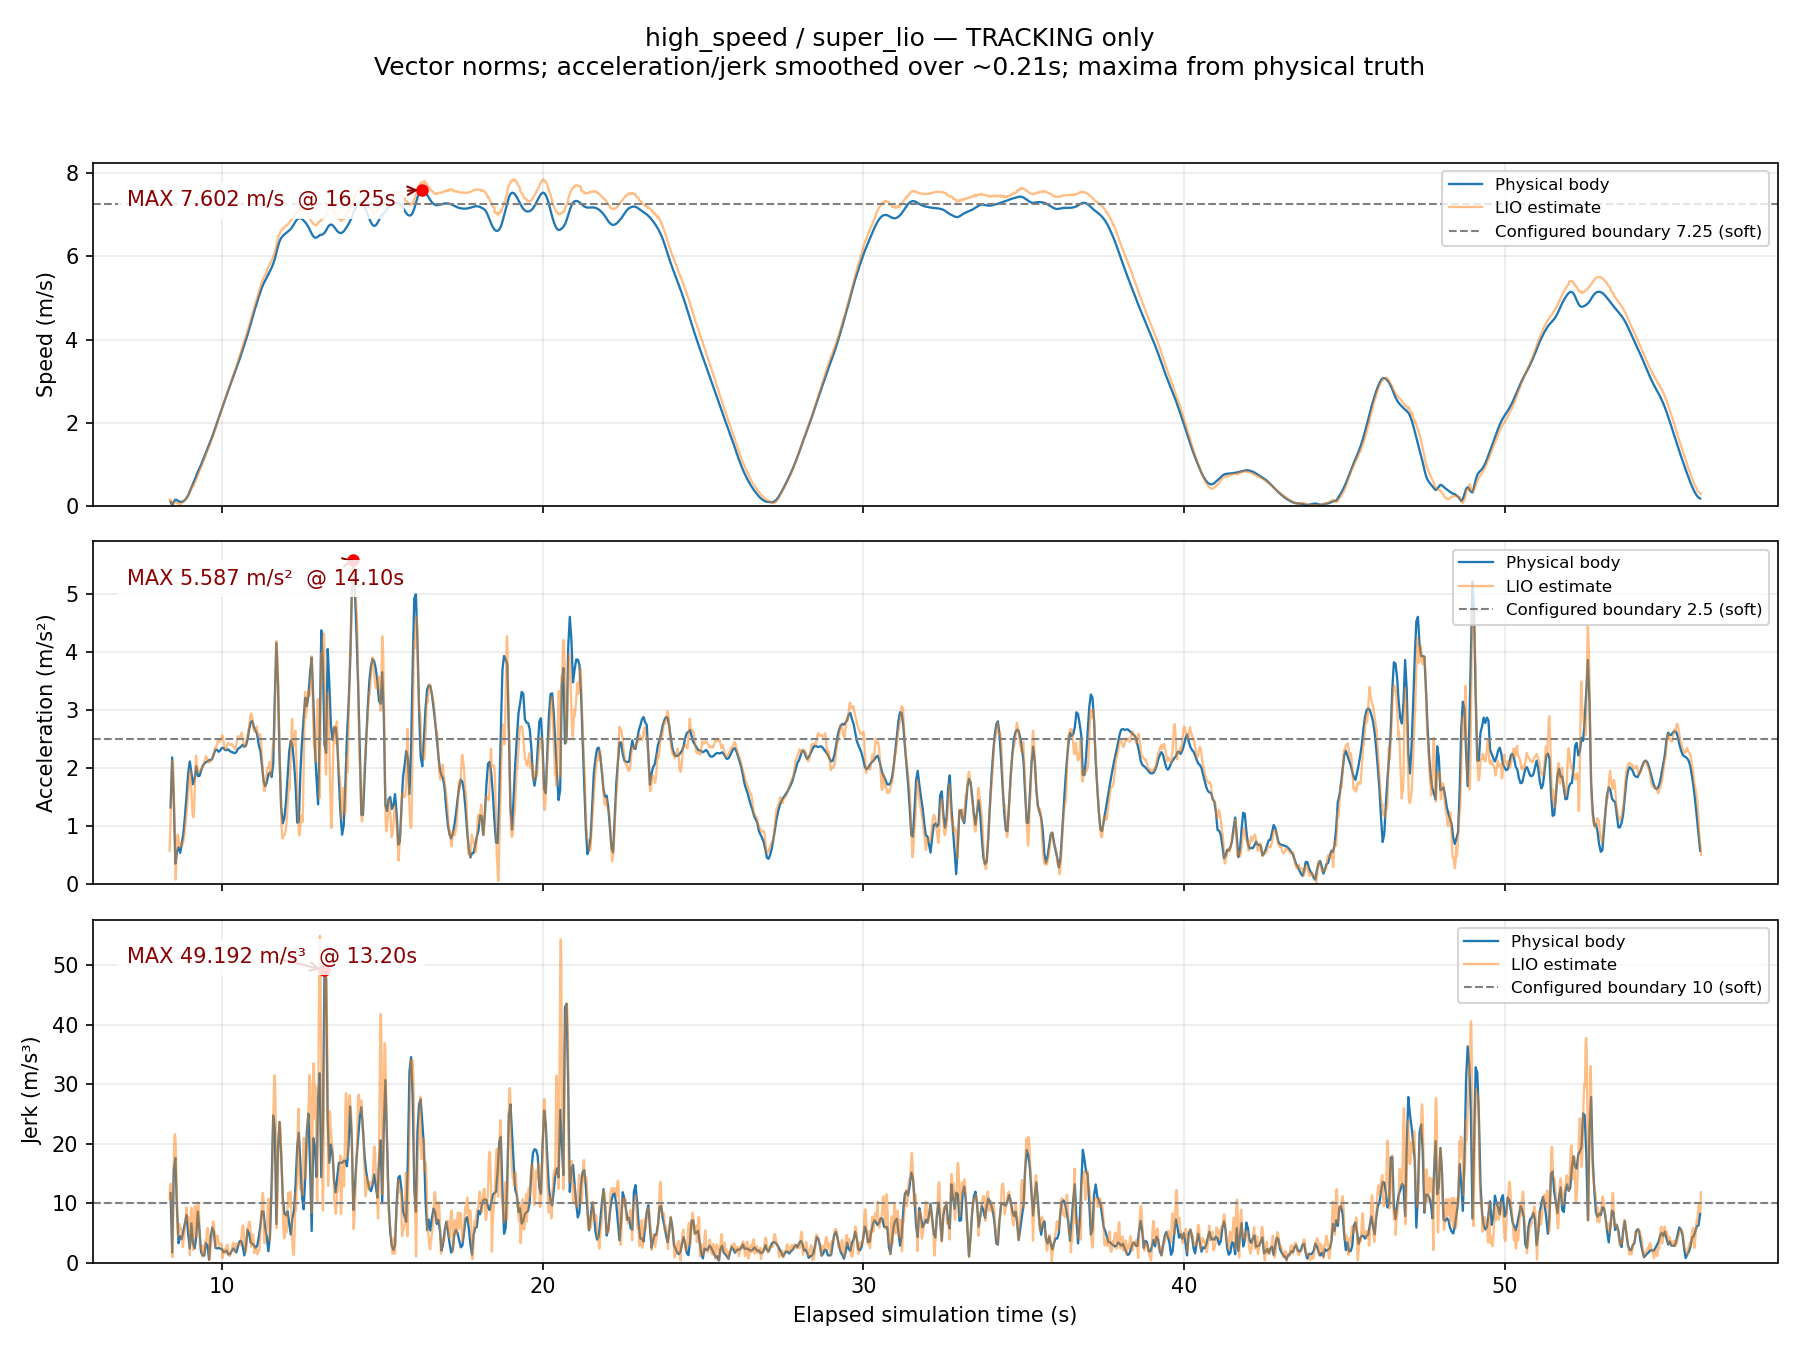 high_speed / super_lio — TRACKING only
Vector norms; acceleration/jerk smoothed over ~0.21s; maxima from physical truth
8
6
4
2
0
Speed (m/s)
MAX 7.602 m/s  @ 16.25s
Physical body
LIO estimate
Configured boundary 7.25 (soft)
5
4
3
2
1
0
Acceleration (m/s²)
MAX 5.587 m/s²  @ 14.10s
Physical body
LIO estimate
Configured boundary 2.5 (soft)
50
40
30
20
10
0
Jerk (m/s³)
MAX 49.192 m/s³  @ 13.20s
Physical body
LIO estimate
Configured boundary 10 (soft)
10 20 30 40 50
Elapsed simulation time (s)